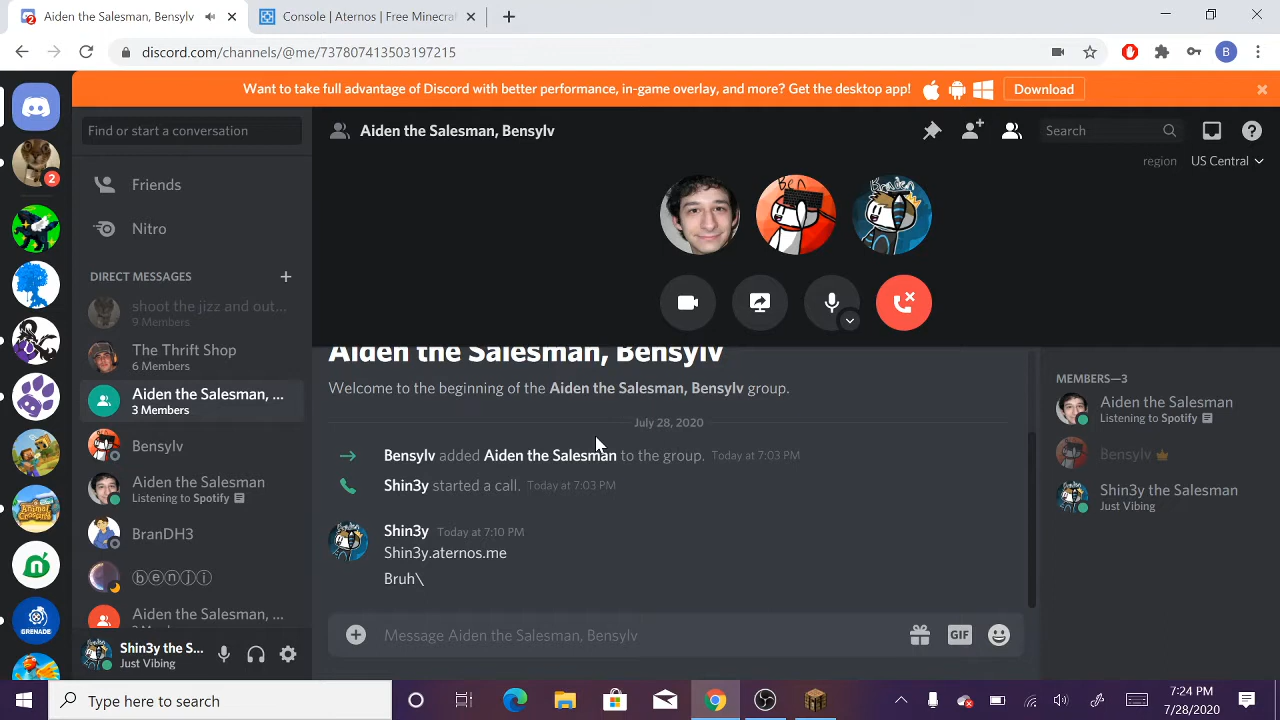 Aiden the Salesman, Bensylv
Console | Aternos | Free Minecraf
discord.com/channels/@me/737807413503197215
B
Want to take full advantage of Discord with better performance, in-game overlay, and more? Get the desktop app!
Download
Find or start a conversation
Aiden the Salesman, Bensylv
Search
region US Central
Friends
Nitro
DIRECT MESSAGES
shoot the jizz and out...
9 Members
The Thrift Shop
6 Members
Aiden the Salesman, ...
3 Members
Bensylv
Aiden the Salesman
Listening to Spotify
BranDH3
ⓑⓔⓝⓙⓘ
Aiden the Salesman, ...
Shin3y the S...
Just Vibing
2
GRENADE
Ben
Aiden the Salesman, Bensylv
Welcome to the beginning of the Aiden the Salesman, Bensylv group.
July 28, 2020
Bensylv added Aiden the Salesman to the group. Today at 7:03 PM
Shin3y started a call. Today at 7:03 PM
Shin3y Today at 7:10 PM
Shin3y.aternos.me
Bruh\
Message Aiden the Salesman, Bensylv
GIF
MEMBERS—3
Aiden the Salesman
Listening to Spotify
Bensylv
Shin3y the Salesman
Just Vibing
Type here to search
7:24 PM
7/28/2020